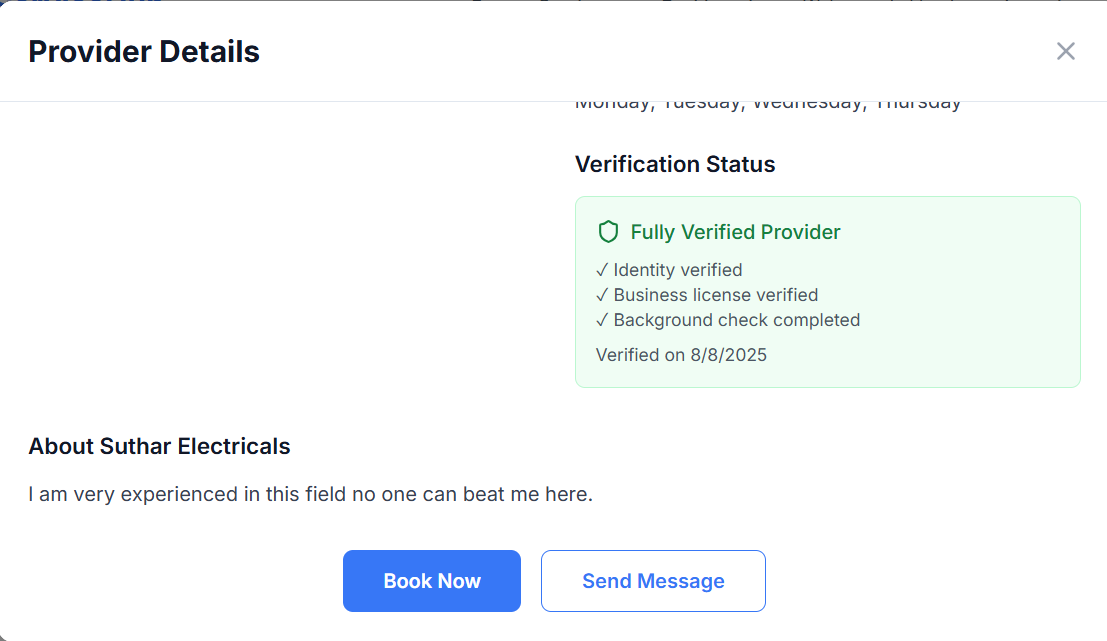 Provider Details
Monday, Tuesday, Wednesday, Thursday
Verification Status
Fully Verified Provider
✓ Identity verified
✓ Business license verified
✓ Background check completed
Verified on 8/8/2025
About Suthar Electricals
I am very experienced in this field no one can beat me here.
Book Now
Send Message